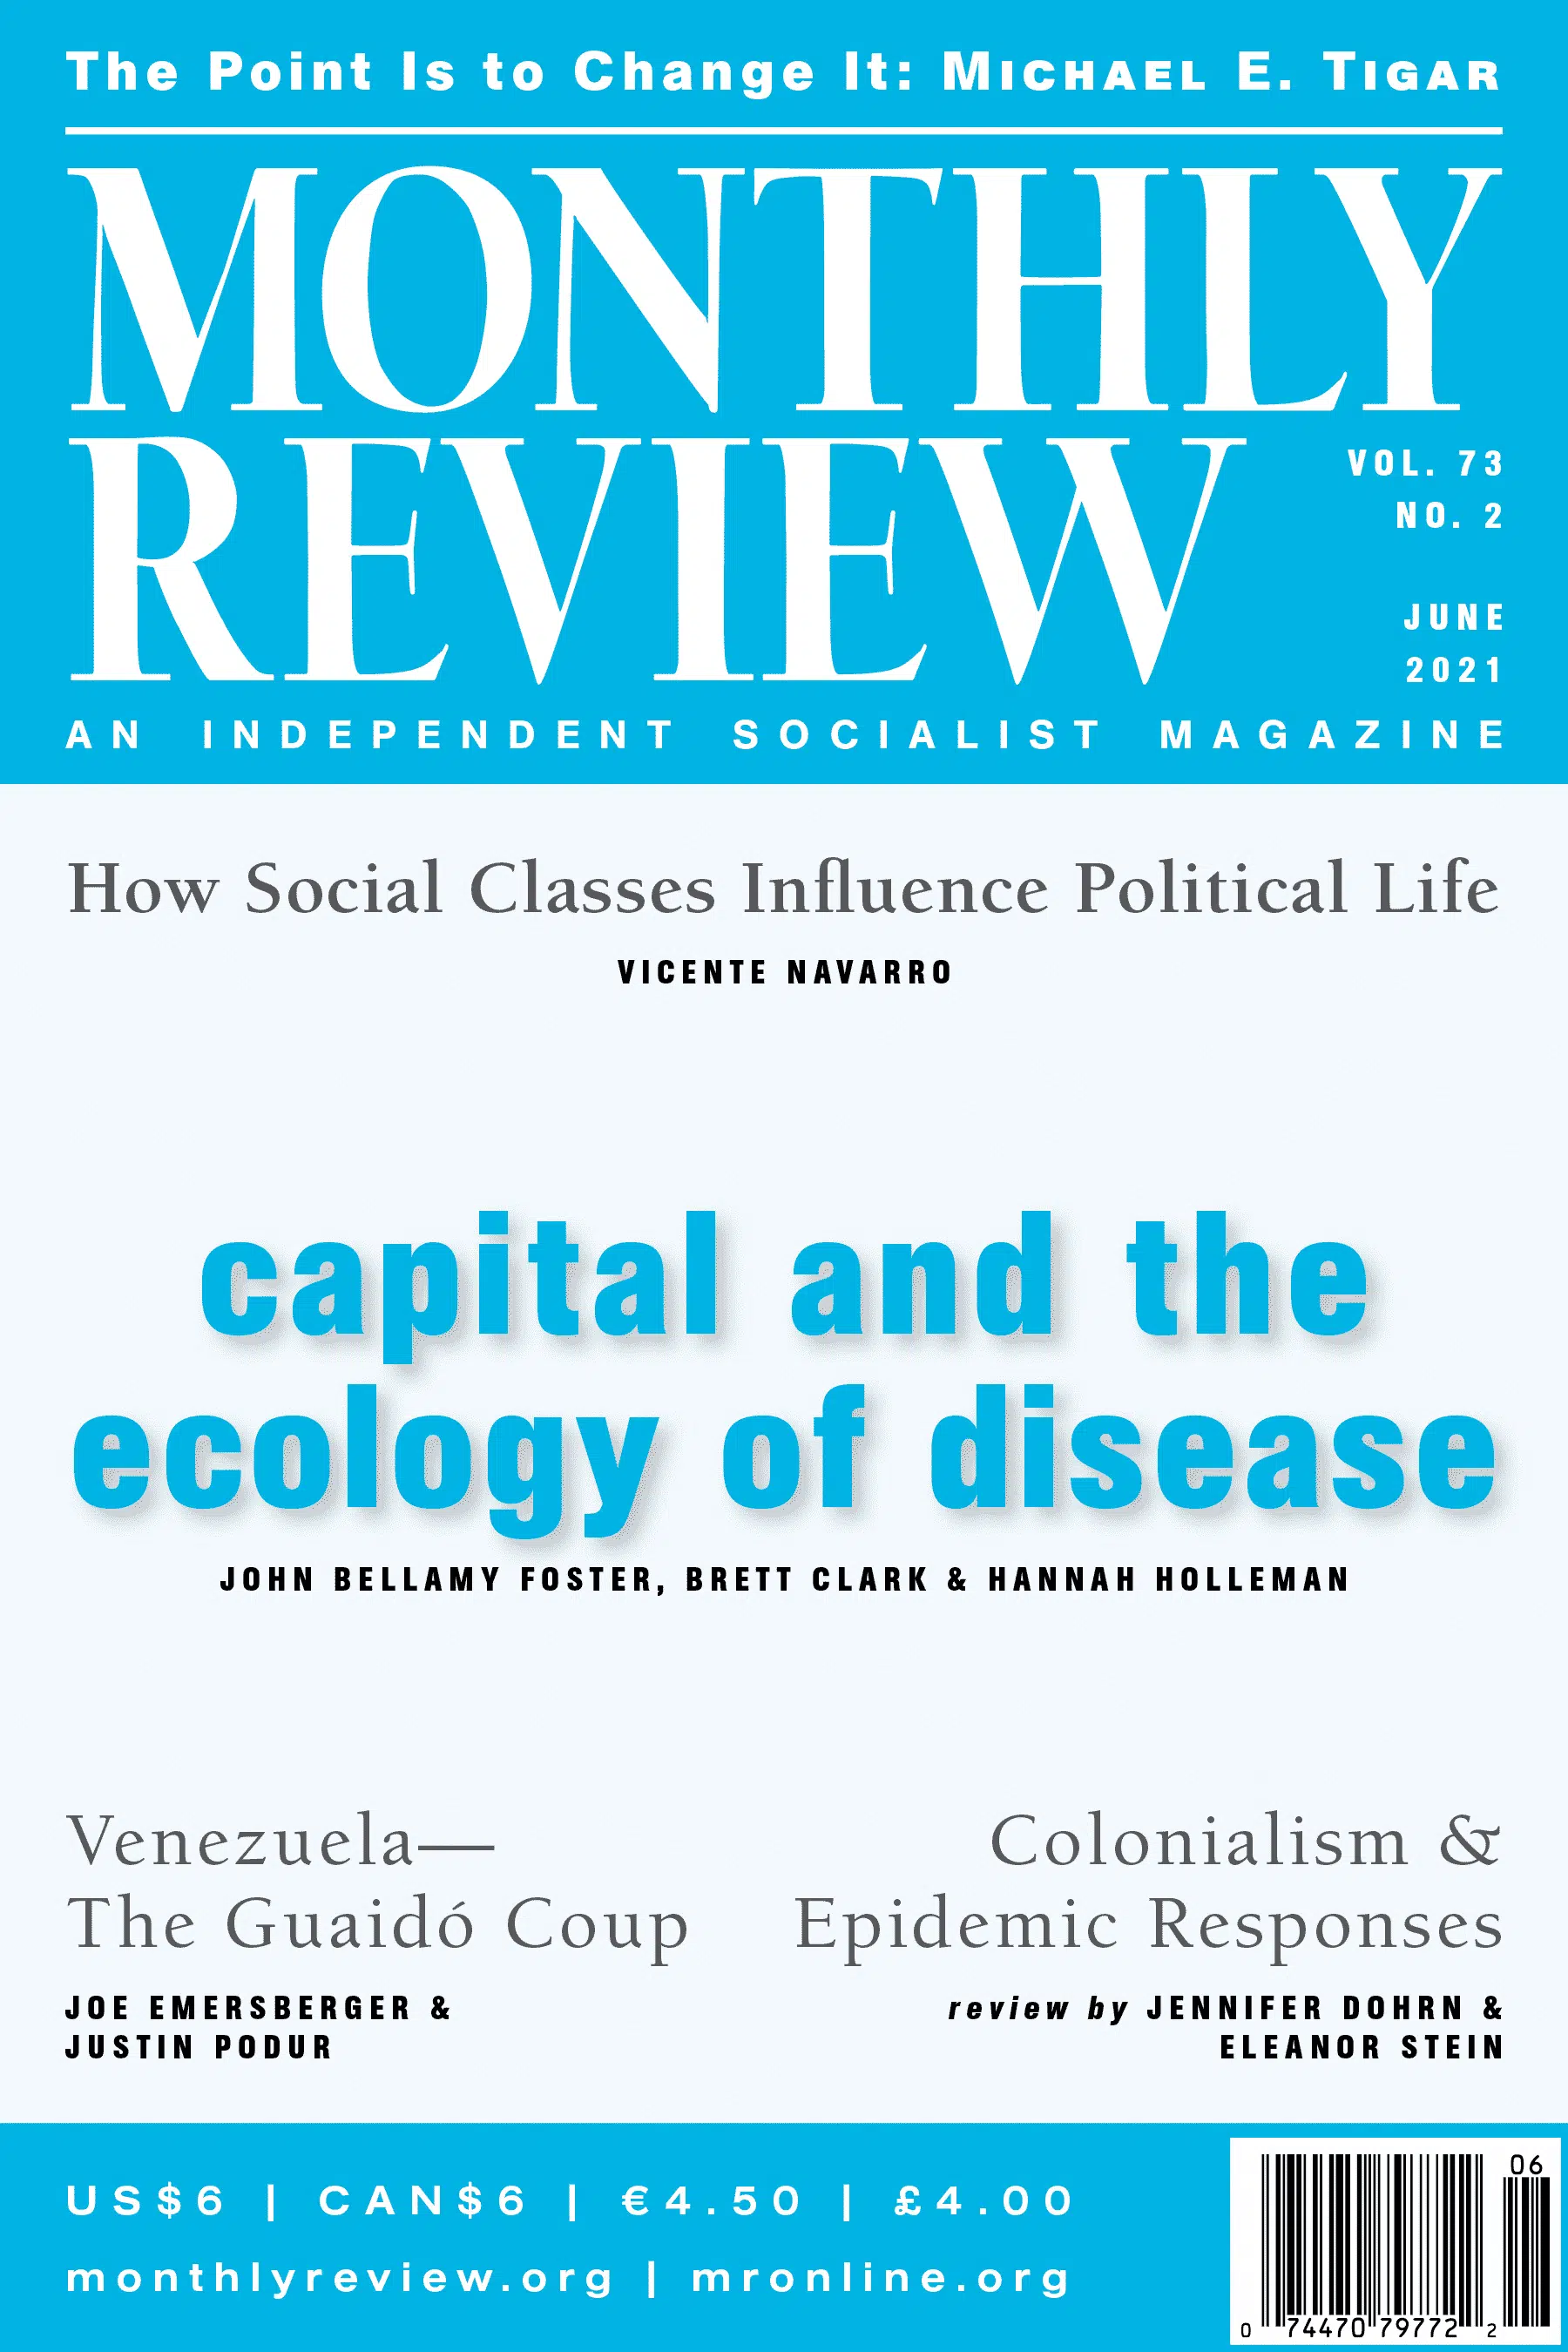 The Point Is to Change It: MICHAEL E. TIGAR
MONTHLY
REVIEW
VOL. 73
NO. 2
JUNE
2021
AN INDEPENDENT SOCIALIST MAGAZINE
How Social Classes Influence Political Life
VICENTE NAVARRO
capital and the
ecology of disease
JOHN BELLAMY FOSTER, BRETT CLARK & HANNAH HOLLEMAN
Venezuela—
The Guaidó Coup
JOE EMERSBERGER &
JUSTIN PODUR
Colonialism &
Epidemic Responses
review by JENNIFER DOHRN &
ELEANOR STEIN
US$6 | CAN$6 | €4.50 | £4.00
monthlyreview.org | mronline.org
06
0 74470 79772 2